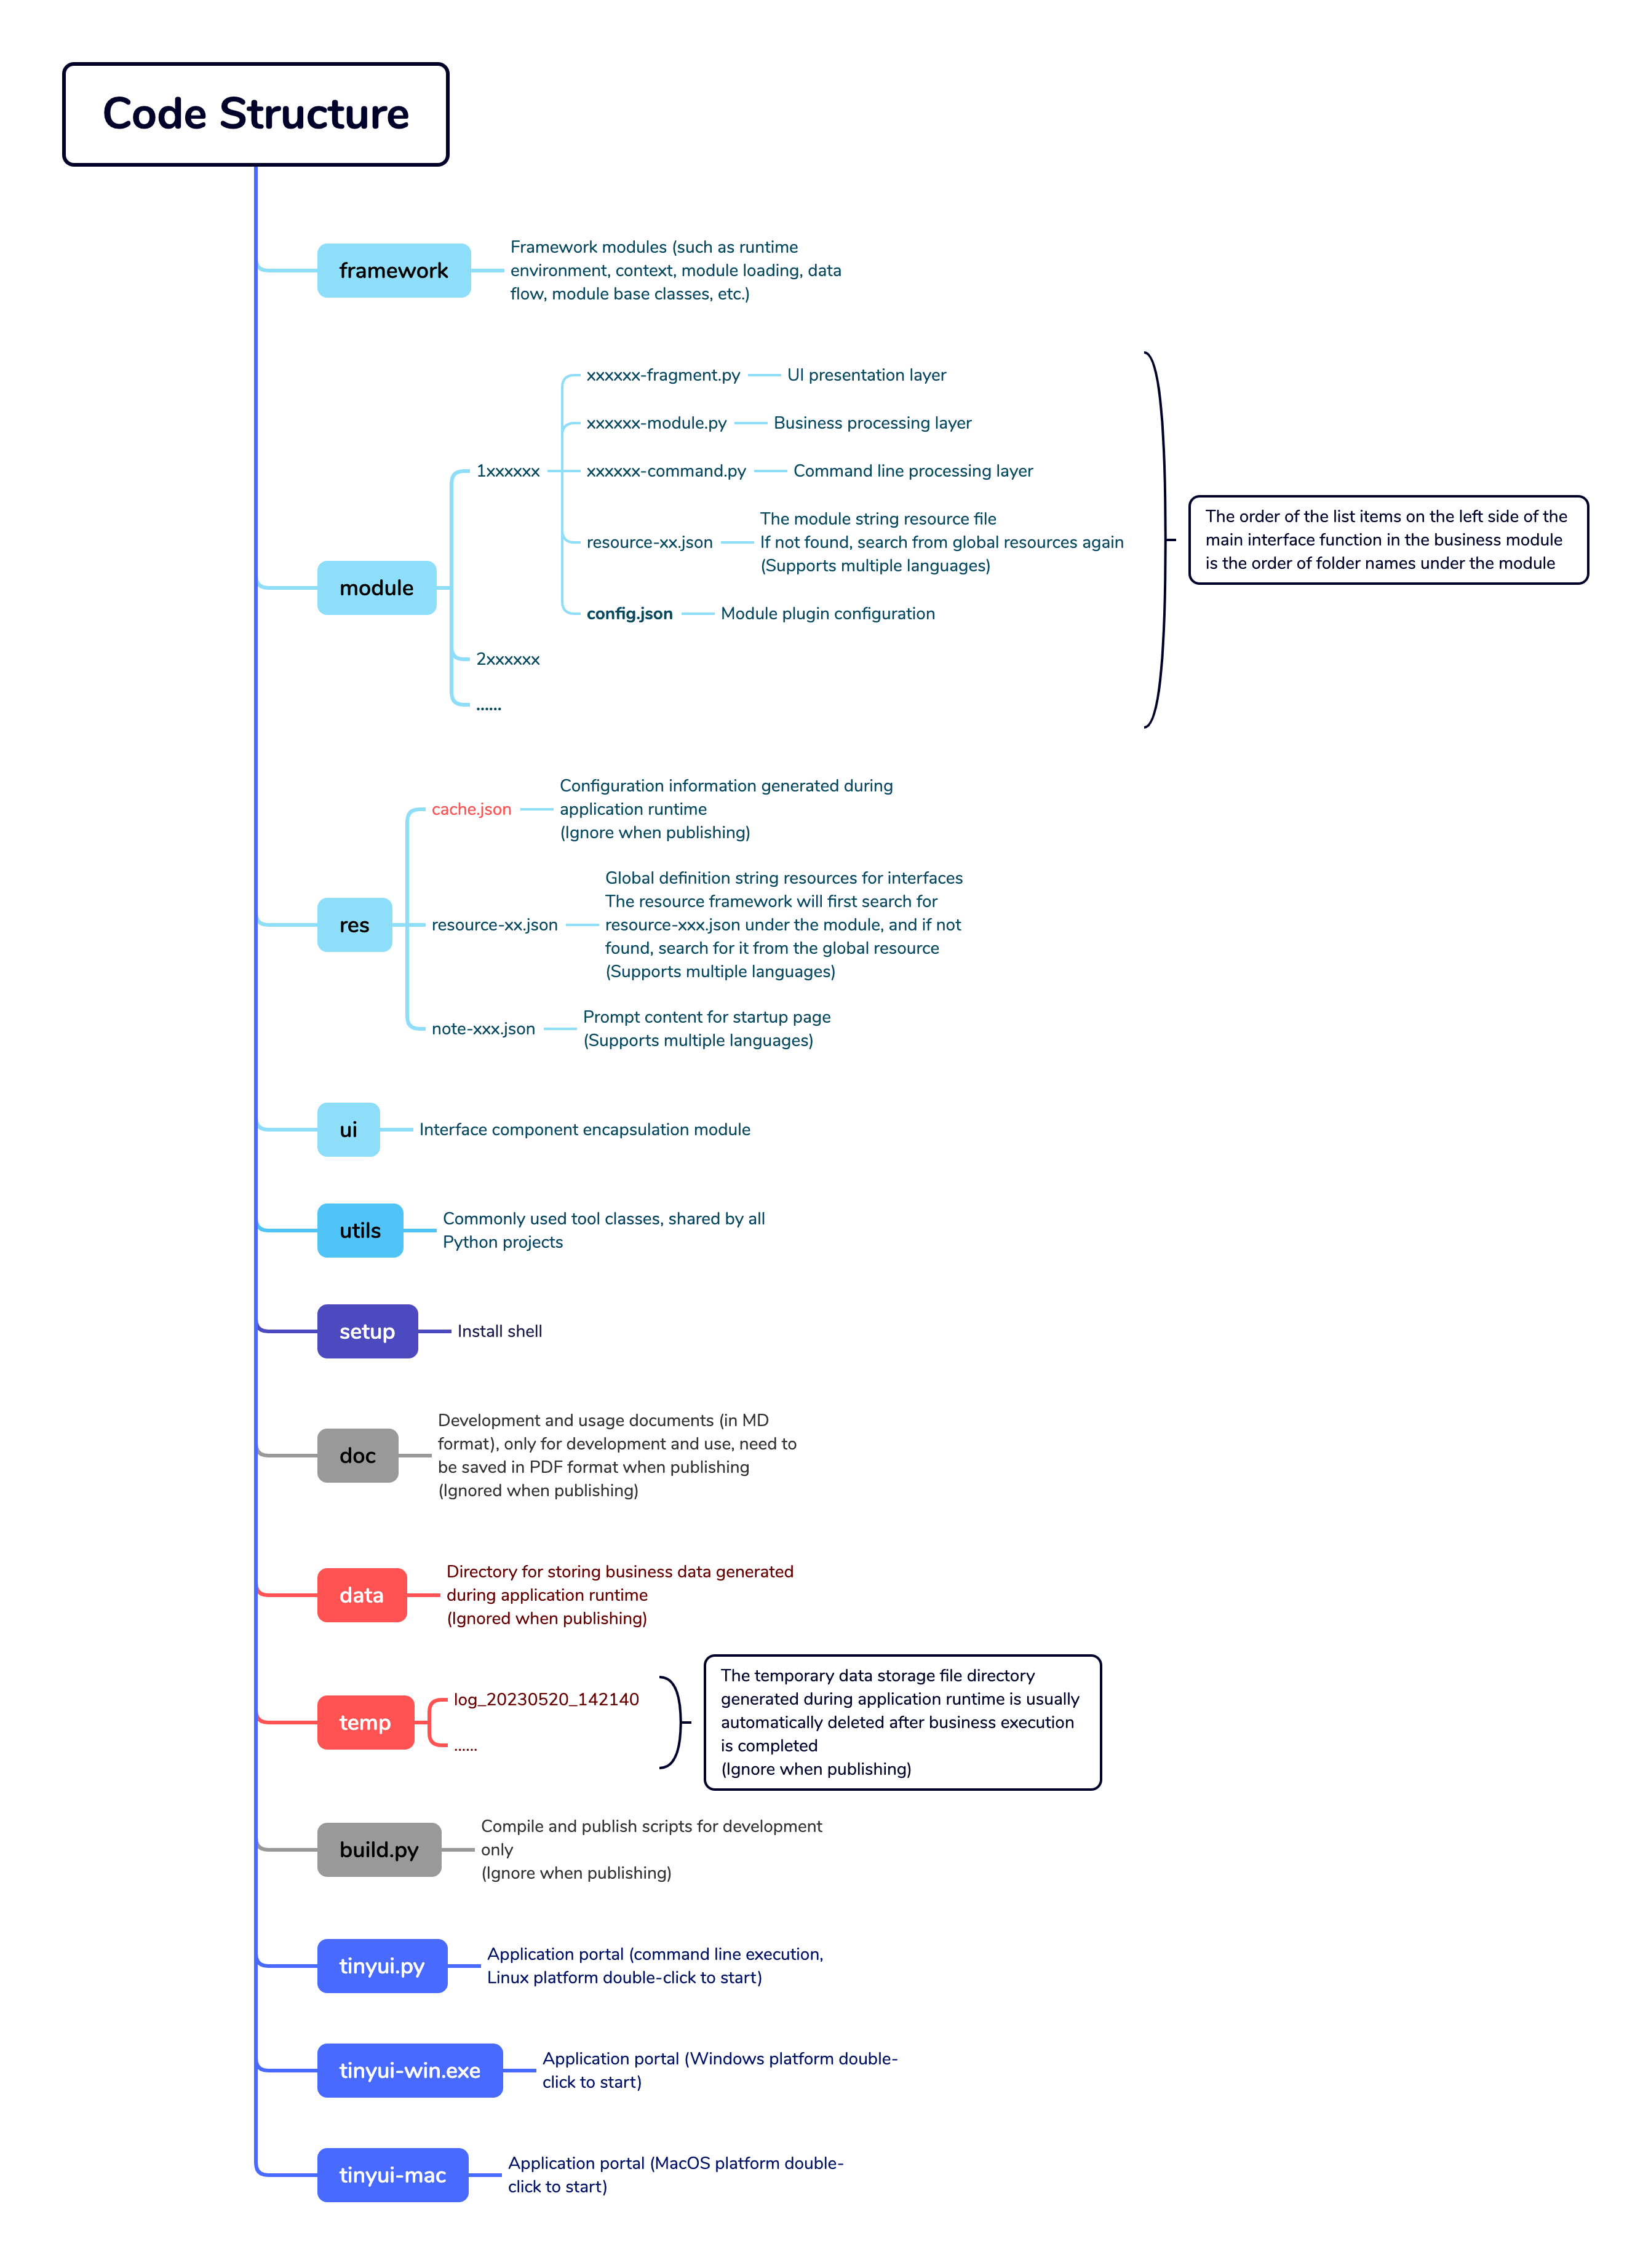 Code Structure
framework
Framework modules (such as runtime
environment, context, module loading, data
flow, module base classes, etc.)
module
1xxxxxx
xxxxxx-fragment.py
UI presentation layer
xxxxxx-module.py
Business processing layer
xxxxxx-command.py
Command line processing layer
resource-xx.json
The module string resource file
If not found, search from global resources again
(Supports multiple languages)
config.json
Module plugin configuration
2xxxxxx
......
The order of the list items on the left side of the
main interface function in the business module
is the order of folder names under the module
res
cache.json
Configuration information generated during
application runtime
(Ignore when publishing)
resource-xx.json
Global definition string resources for interfaces
The resource framework will first search for
resource-xxx.json under the module, and if not
found, search for it from the global resource
(Supports multiple languages)
note-xxx.json
Prompt content for startup page
(Supports multiple languages)
ui
Interface component encapsulation module
utils
Commonly used tool classes, shared by all
Python projects
setup
Install shell
doc
Development and usage documents (in MD
format), only for development and use, need to
be saved in PDF format when publishing
(Ignored when publishing)
data
Directory for storing business data generated
during application runtime
(Ignored when publishing)
temp
log_20230520_142140
......
The temporary data storage file directory
generated during application runtime is usually
automatically deleted after business execution
is completed
(Ignore when publishing)
build.py
Compile and publish scripts for development
only
(Ignore when publishing)
tinyui.py
Application portal (command line execution,
Linux platform double-click to start)
tinyui-win.exe
Application portal (Windows platform double-
click to start)
tinyui-mac
Application portal (MacOS platform double-
click to start)